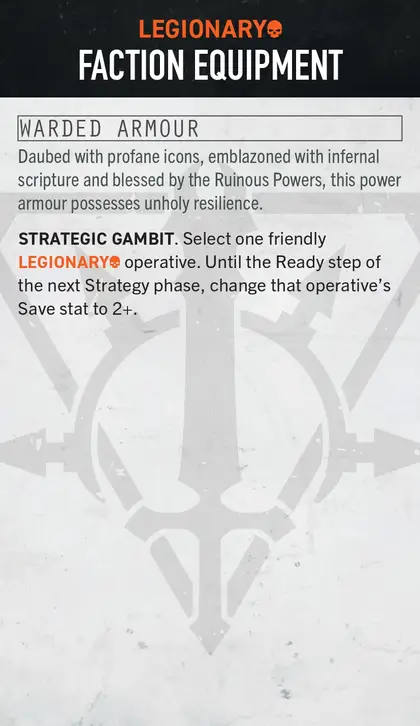 LEGIONARY
FACTION EQUIPMENT
WARDED ARMOUR
Daubed with profane icons, emblazoned with infernal
scripture and blessed by the Ruinous Powers, this power
armour possesses unholy resilience.
STRATEGIC GAMBIT. Select one friendly
LEGIONARY operative. Until the Ready step of
the next Strategy phase, change that operative’s
Save stat to 2+.